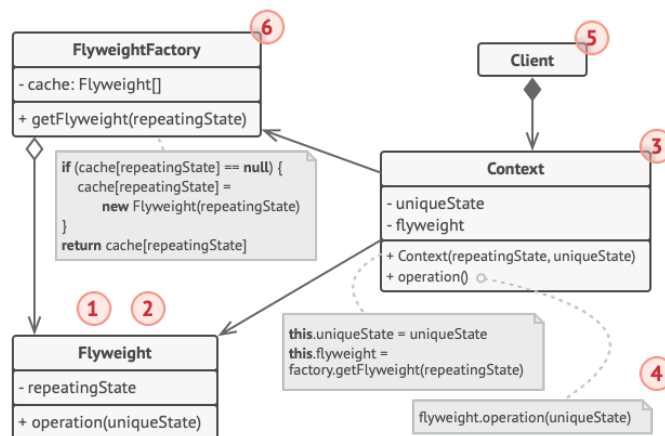 6
FlyweightFactory
- cache: Flyweight[]
+ getFlyweight(repeatingState)
if (cache[repeatingState] == null) {
cache[repeatingState] =
new Flyweight(repeatingState)
}
return cache[repeatingState]
5
Client
3
Context
- uniqueState
- flyweight
+ Context(repeatingState, uniqueState)
+ operation()
1
2
Flyweight
- repeatingState
+ operation(uniqueState)
this.uniqueState = uniqueState
this.flyweight =
factory.getFlyweight(repeatingState)
4
flyweight.operation(uniqueState)